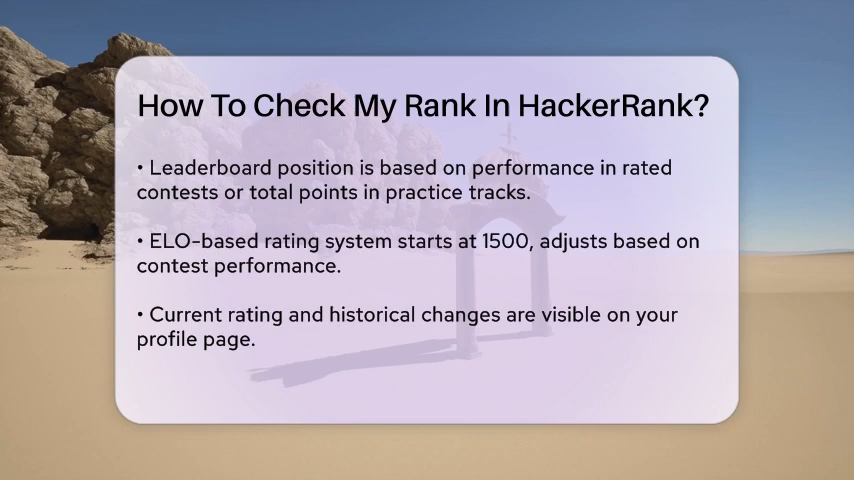 How To Check My Rank In HackerRank?
• Leaderboard position is based on performance in rated
contests or total points in practice tracks.
• ELO-based rating system starts at 1500, adjusts based on
contest performance.
• Current rating and historical changes are visible on your
profile page.